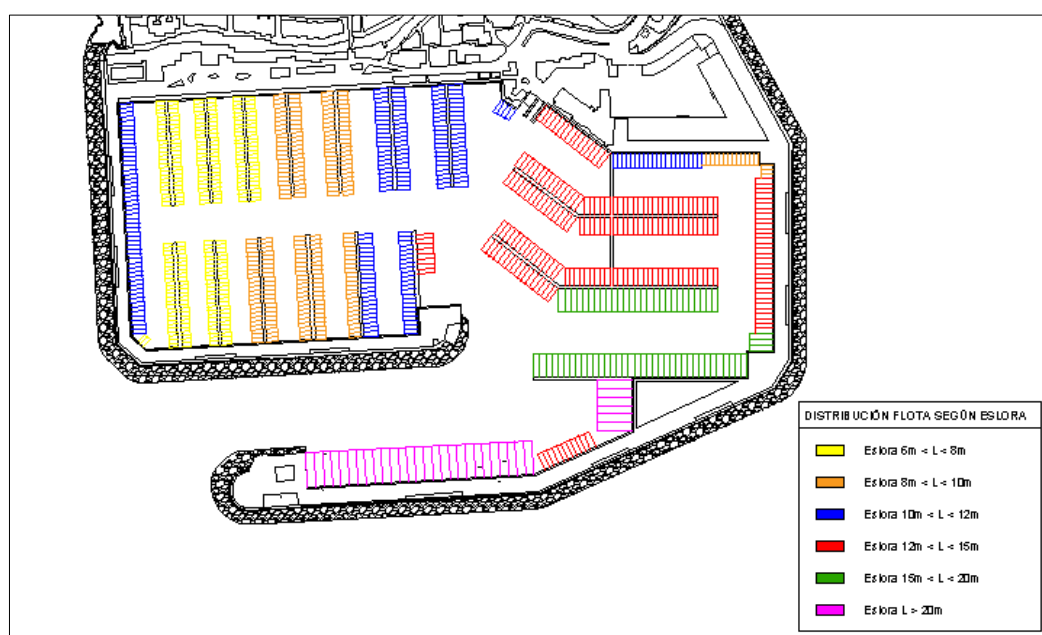 DISTRIBUCIÓN FLOTA SEGÚN ESLORA
Eslora 6m < L < 8m
Eslora 8m < L < 10m
Eslora 10m < L < 12m
Eslora 12m < L < 15m
Eslora 15m < L < 20m
Eslora L > 20m